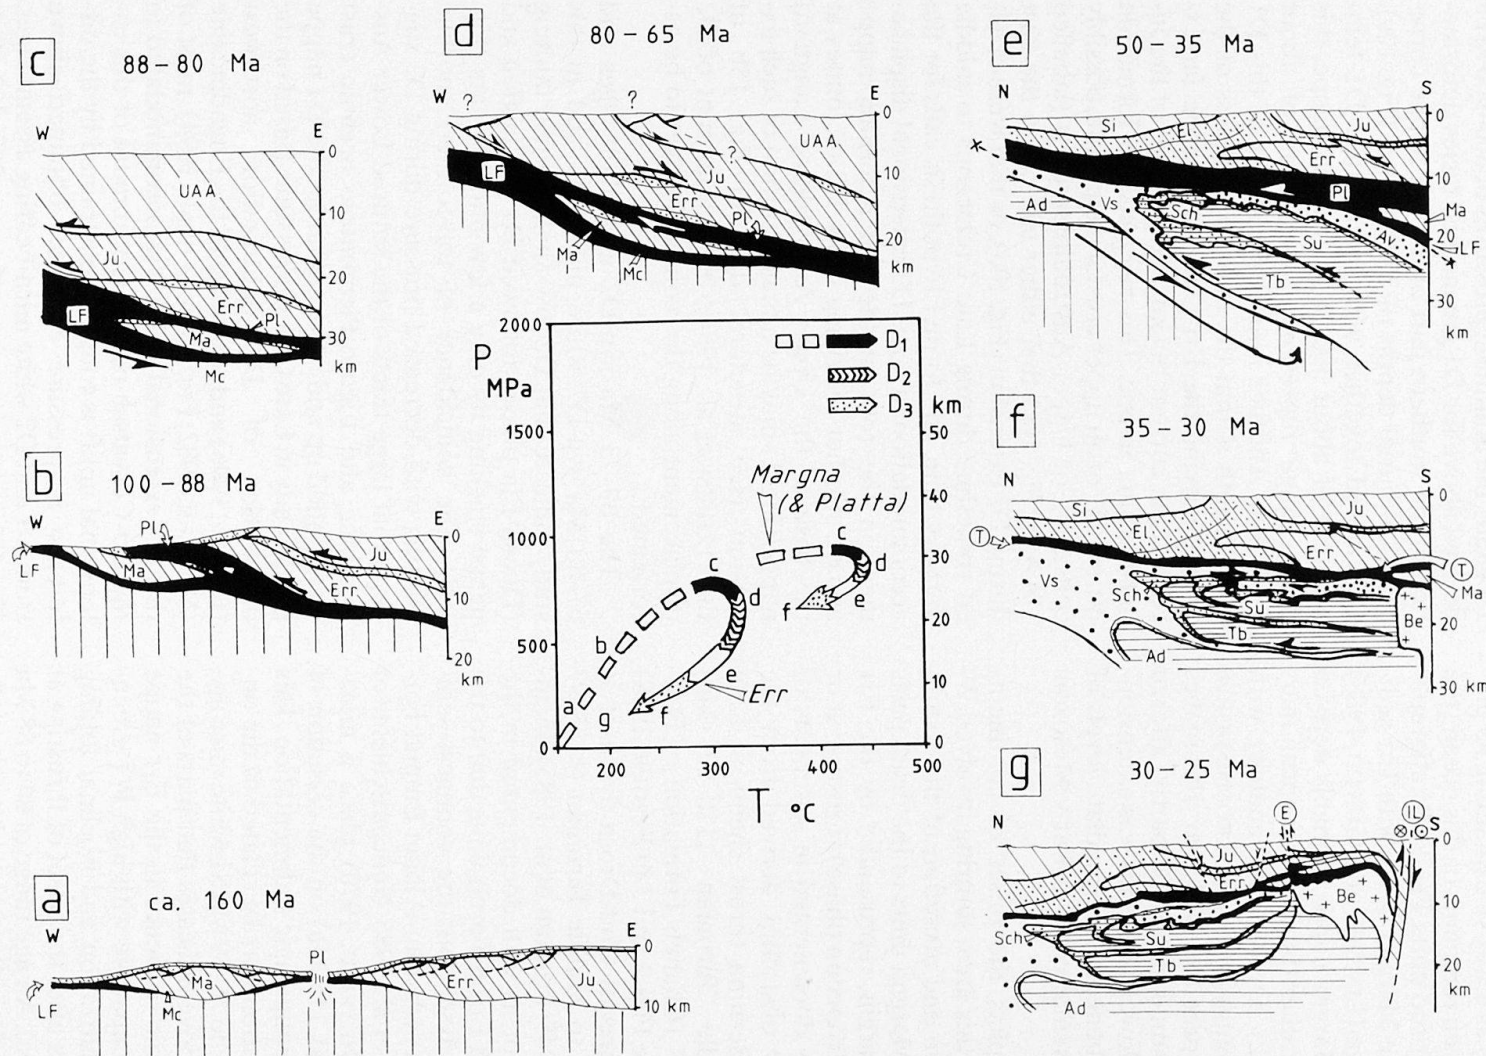 c
88–80 Ma
W
E
UAA
Ju
Err
Pl
LF
Ma
Mc
0
10
20
30
km
d
80–65 Ma
W
?
?
E
UAA
?
LF
Ju
Err
Pl
Ma
Mc
0
10
20
km
e
50–35 Ma
N
S
Si
El
Ju
Err
Pl
Ad
Vs
Sch
Su
Av
Tb
Ma
LF
0
10
20
30
km
b
100–88 Ma
W
E
Pl
LF
Ma
Ju
Err
0
10
20
km
P
MPa
2000
1500
1000
500
0
D1
D2
D3
km
50
40
30
20
10
0
Margna
(& Platta)
c
d
e
f
c
d
b
e
a
g
f
Err
200
300
400
500
T °C
f
35–30 Ma
N
S
Si
El
Ju
T
Err
T
Vs
Sch
Su
Ma
Be
Tb
Ad
0
20
30 km
a
ca. 160 Ma
W
E
Pl
Ma
Err
Ju
LF
Mc
0
10 km
g
30–25 Ma
N
E
IL
S
Ju
Err
Be
Sch
Su
Tb
Ad
0
10
20
km